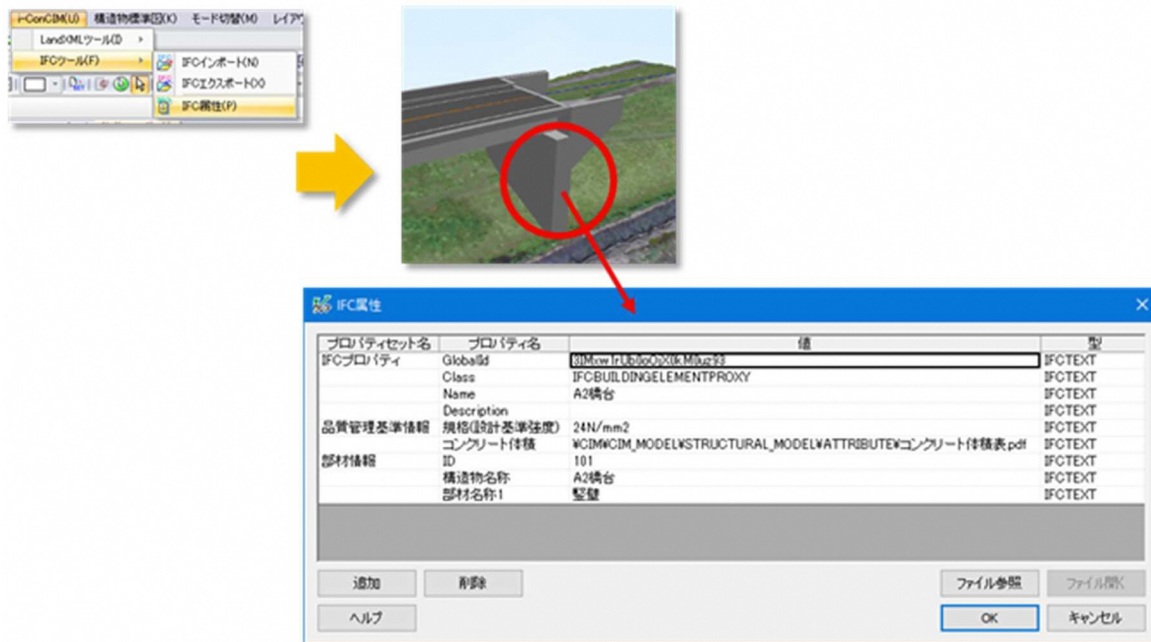 i-ConCIM(U) 構造物標準図(K) モード切替(M) レイアウ
LandXMLツール(I)
IFCツール(F)
IFCインポート(N)
IFCエクスポート(X)
IFC属性(P)
IFC属性
プロパティセット名 プロパティ名 値 型
IFCプロパティ GlobalId IFCTEXT
Class IFCBUILDINGELEMENTPROXY IFCTEXT
Name A2橋台 IFCTEXT
Description IFCTEXT
品質管理基準情報 規格(設計基準強度) 24N/mm2 IFCTEXT
コンクリート体積 ¥CIM¥CIM_MODEL¥STRUCTURAL_MODEL¥ATTRIBUTE¥コンクリート体積表.pdf IFCTEXT
部材情報 ID 101 IFCTEXT
構造物名称 A2橋台 IFCTEXT
部材名称1 竪壁 IFCTEXT
追加 削除 ファイル参照 ファイル開く
ヘルプ OK キャンセル